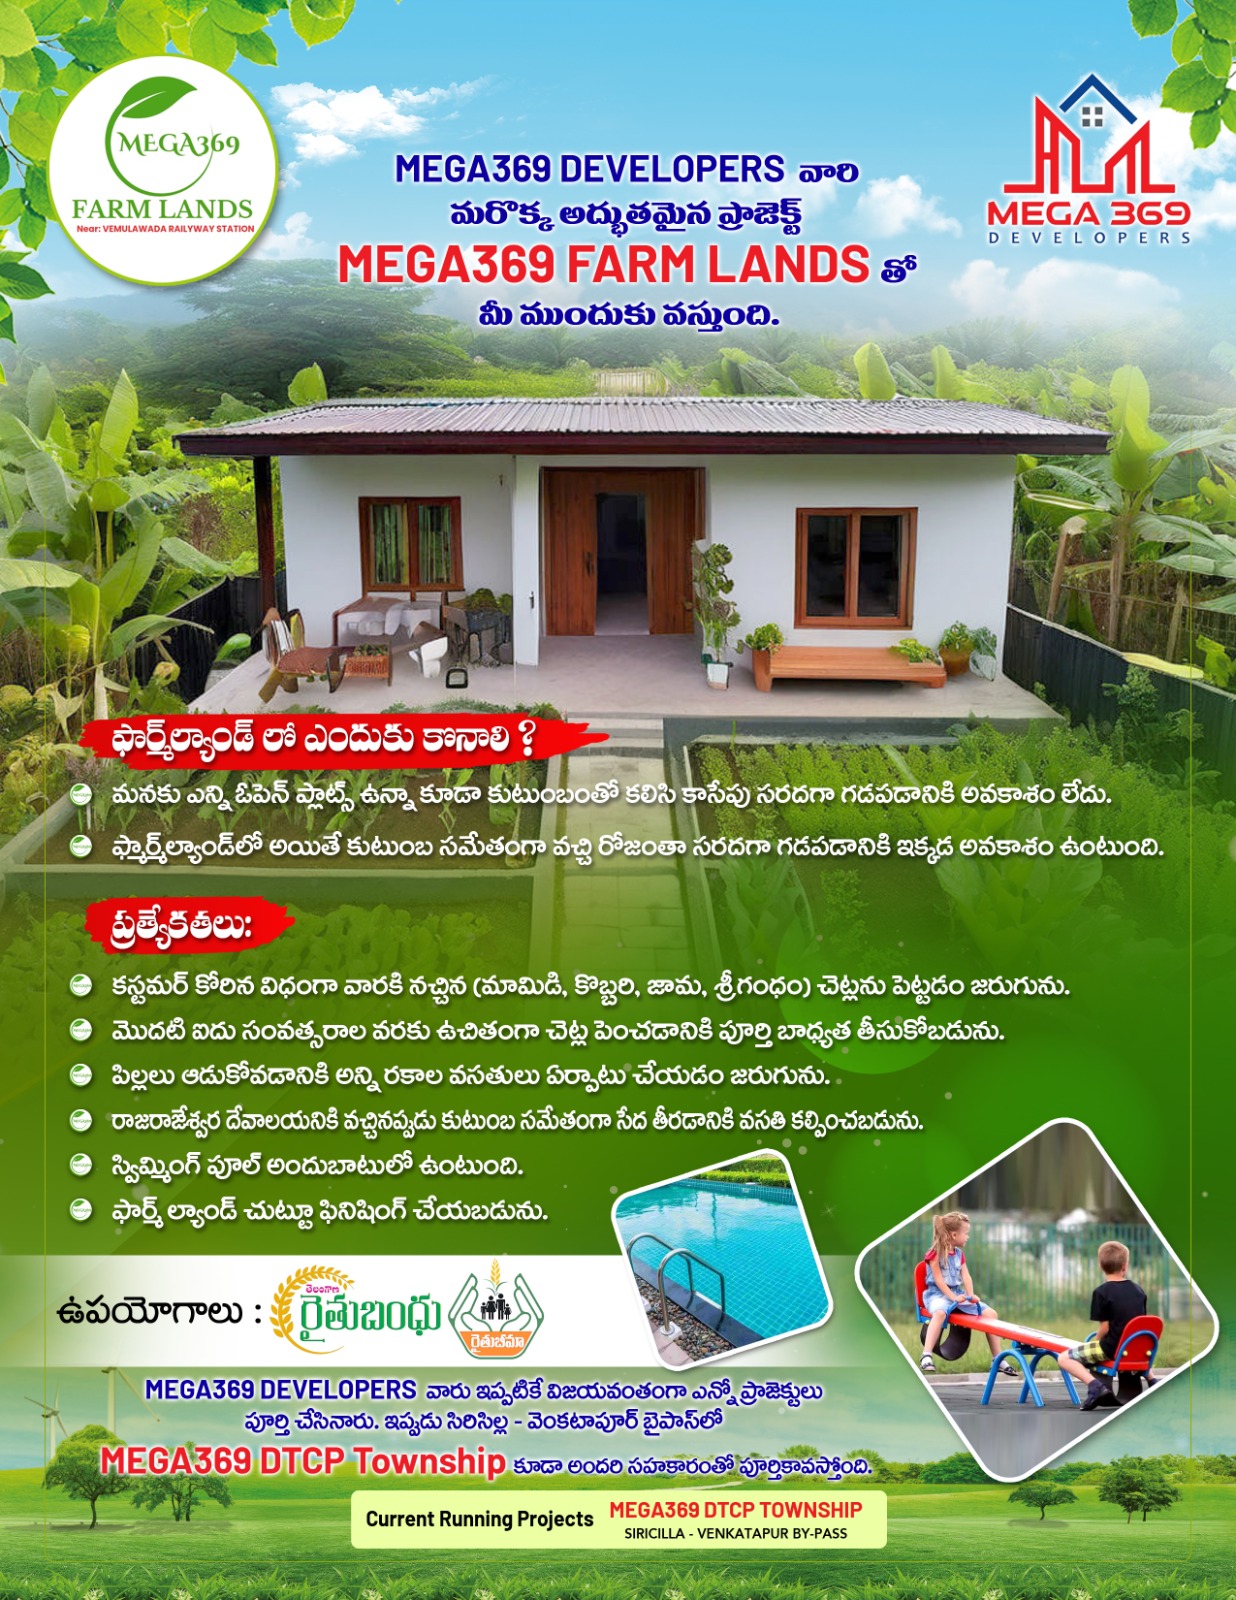 MEGA369
FARM LANDS
Near: VEMULAWADA RAILYWAY STATION
MEGA 369
DEVELOPERS
MEGA369 DEVELOPERS వారి
మరొక్క అద్భుతమైన ప్రాజెక్ట్
MEGA369 FARM LANDS తో
మీ ముందుకు వస్తుంది.
ఫార్మ్‌ల్యాండ్ లో ఎందుకు కొనాలి ?
మనకు ఎన్ని ఓపెన్ ప్లాట్స్ ఉన్నా కూడా కుటుంబంతో కలిసి కాసేపు సరదగా గడపడానికి అవకాశం లేదు.
ఫ్మార్మ్‌ల్యాండ్‌లో అయితే కుటుంబ సమేతంగా వచ్చి రోజంతా సరదగా గడపడానికి ఇక్కడ అవకాశం ఉంటుంది.
ప్రత్యేకతలు:
కస్టమర్ కోరిన విధంగా వారకి నచ్చిన (మామిడి, కొబ్బరి, జామ, శ్రీగంధం) చెట్లను పెట్టడం జరుగును.
మొదటి ఐదు సంవత్సరాల వరకు ఉచితంగా చెట్ల పెంచడానికి పూర్తి బాధ్యత తీసుకోబడును.
పిల్లలు ఆడుకోవడానికి అన్ని రకాల వసతులు ఏర్పాటు చేయడం జరుగును.
రాజరాజేశ్వర దేవాలయనికి వచ్చినప్పడు కుటుంబ సమేతంగా సేద తీరడానికి వసతి కల్పించబడును.
స్విమ్మింగ్ పూల్ అందుబాటులో ఉంటుంది.
ఫార్మ్ ల్యాండ్ చుట్టూ ఫినిషింగ్ చేయబడును.
ఉపయోగాలు :
తెలంగాణ
రైతుబంధు
రైతుబీమా
MEGA369 DEVELOPERS వారు ఇప్పటికే విజయవంతంగా ఎన్నో ప్రాజెక్టులు
పూర్తి చేసినారు. ఇప్పడు సిరిసిల్ల - వెంకటాపూర్ బైపాస్‌లో
MEGA369 DTCP Township కూడా అందరి సహకారంతో పూర్తికావస్తోంది.
Current Running Projects MEGA369 DTCP TOWNSHIP
SIRICILLA - VENKATAPUR BY-PASS